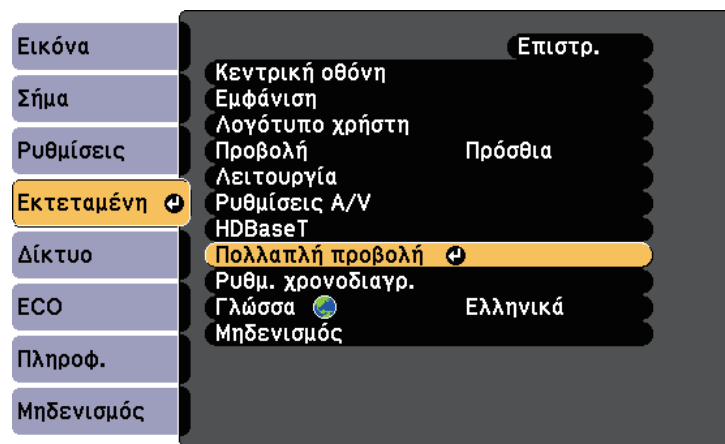 Εικόνα
Σήμα
Ρυθμίσεις
Εκτεταμένη
Δίκτυο
ECO
Πληροφ.
Μηδενισμός
Επιστρ.
Κεντρική οθόνη
Εμφάνιση
Λογότυπο χρήστη
Προβολή Πρόσθια
Λειτουργία
Ρυθμίσεις A/V
HDBaseT
Πολλαπλή προβολή
Ρυθμ. χρονοδιαγρ.
Γλώσσα Ελληνικά
Μηδενισμός